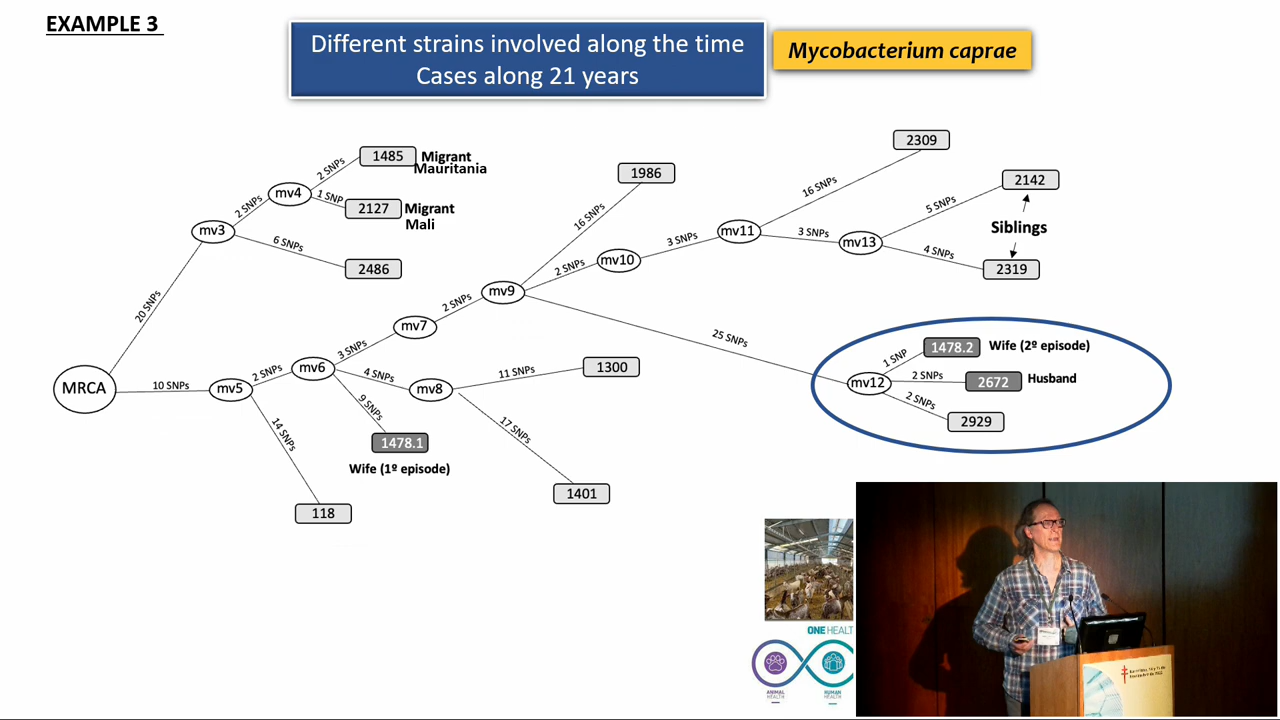 EXAMPLE 3
Different strains involved along the time
Cases along 21 years
Mycobacterium caprae
2309
1485
Migrant
Mauritania
2 SNPs
1986
16 SNPs
2142
mv4
1 SNP
2127
Migrant
Mali
2 SNPs
5 SNPs
mv3
16 SNPs
mv11
3 SNPs
mv13
Siblings
6 SNPs
3 SNPs
4 SNPs
2486
mv10
2319
2 SNPs
20 SNPs
mv9
2 SNPs
mv7
25 SNPs
3 SNPs
1478.2
Wife (2º episode)
1 SNP
MRCA
10 SNPs
mv5
2 SNPs
mv6
4 SNPs
mv8
11 SNPs
1300
mv12
2 SNPs
2672
Husband
9 SNPs
2 SNPs
2929
14 SNPs
1478.1
17 SNPs
Wife (1º episode)
1401
118
ONE HEALT
ANIMAL
HEALTH
HUMAN
HEALTH